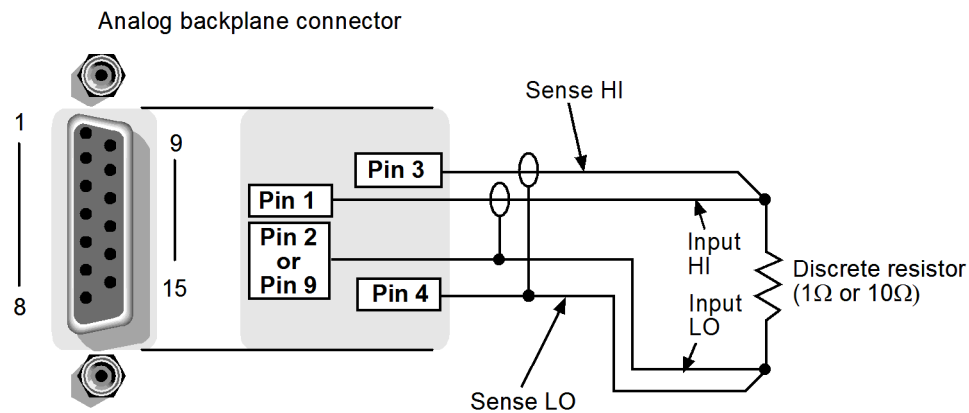 Analog backplane connector
1
8
9
15
Pin 3
Pin 1
Pin 2
or
Pin 9
Pin 4
Sense HI
Input
HI
Input
LO
Sense LO
Discrete resistor
(1Ω or 10Ω)